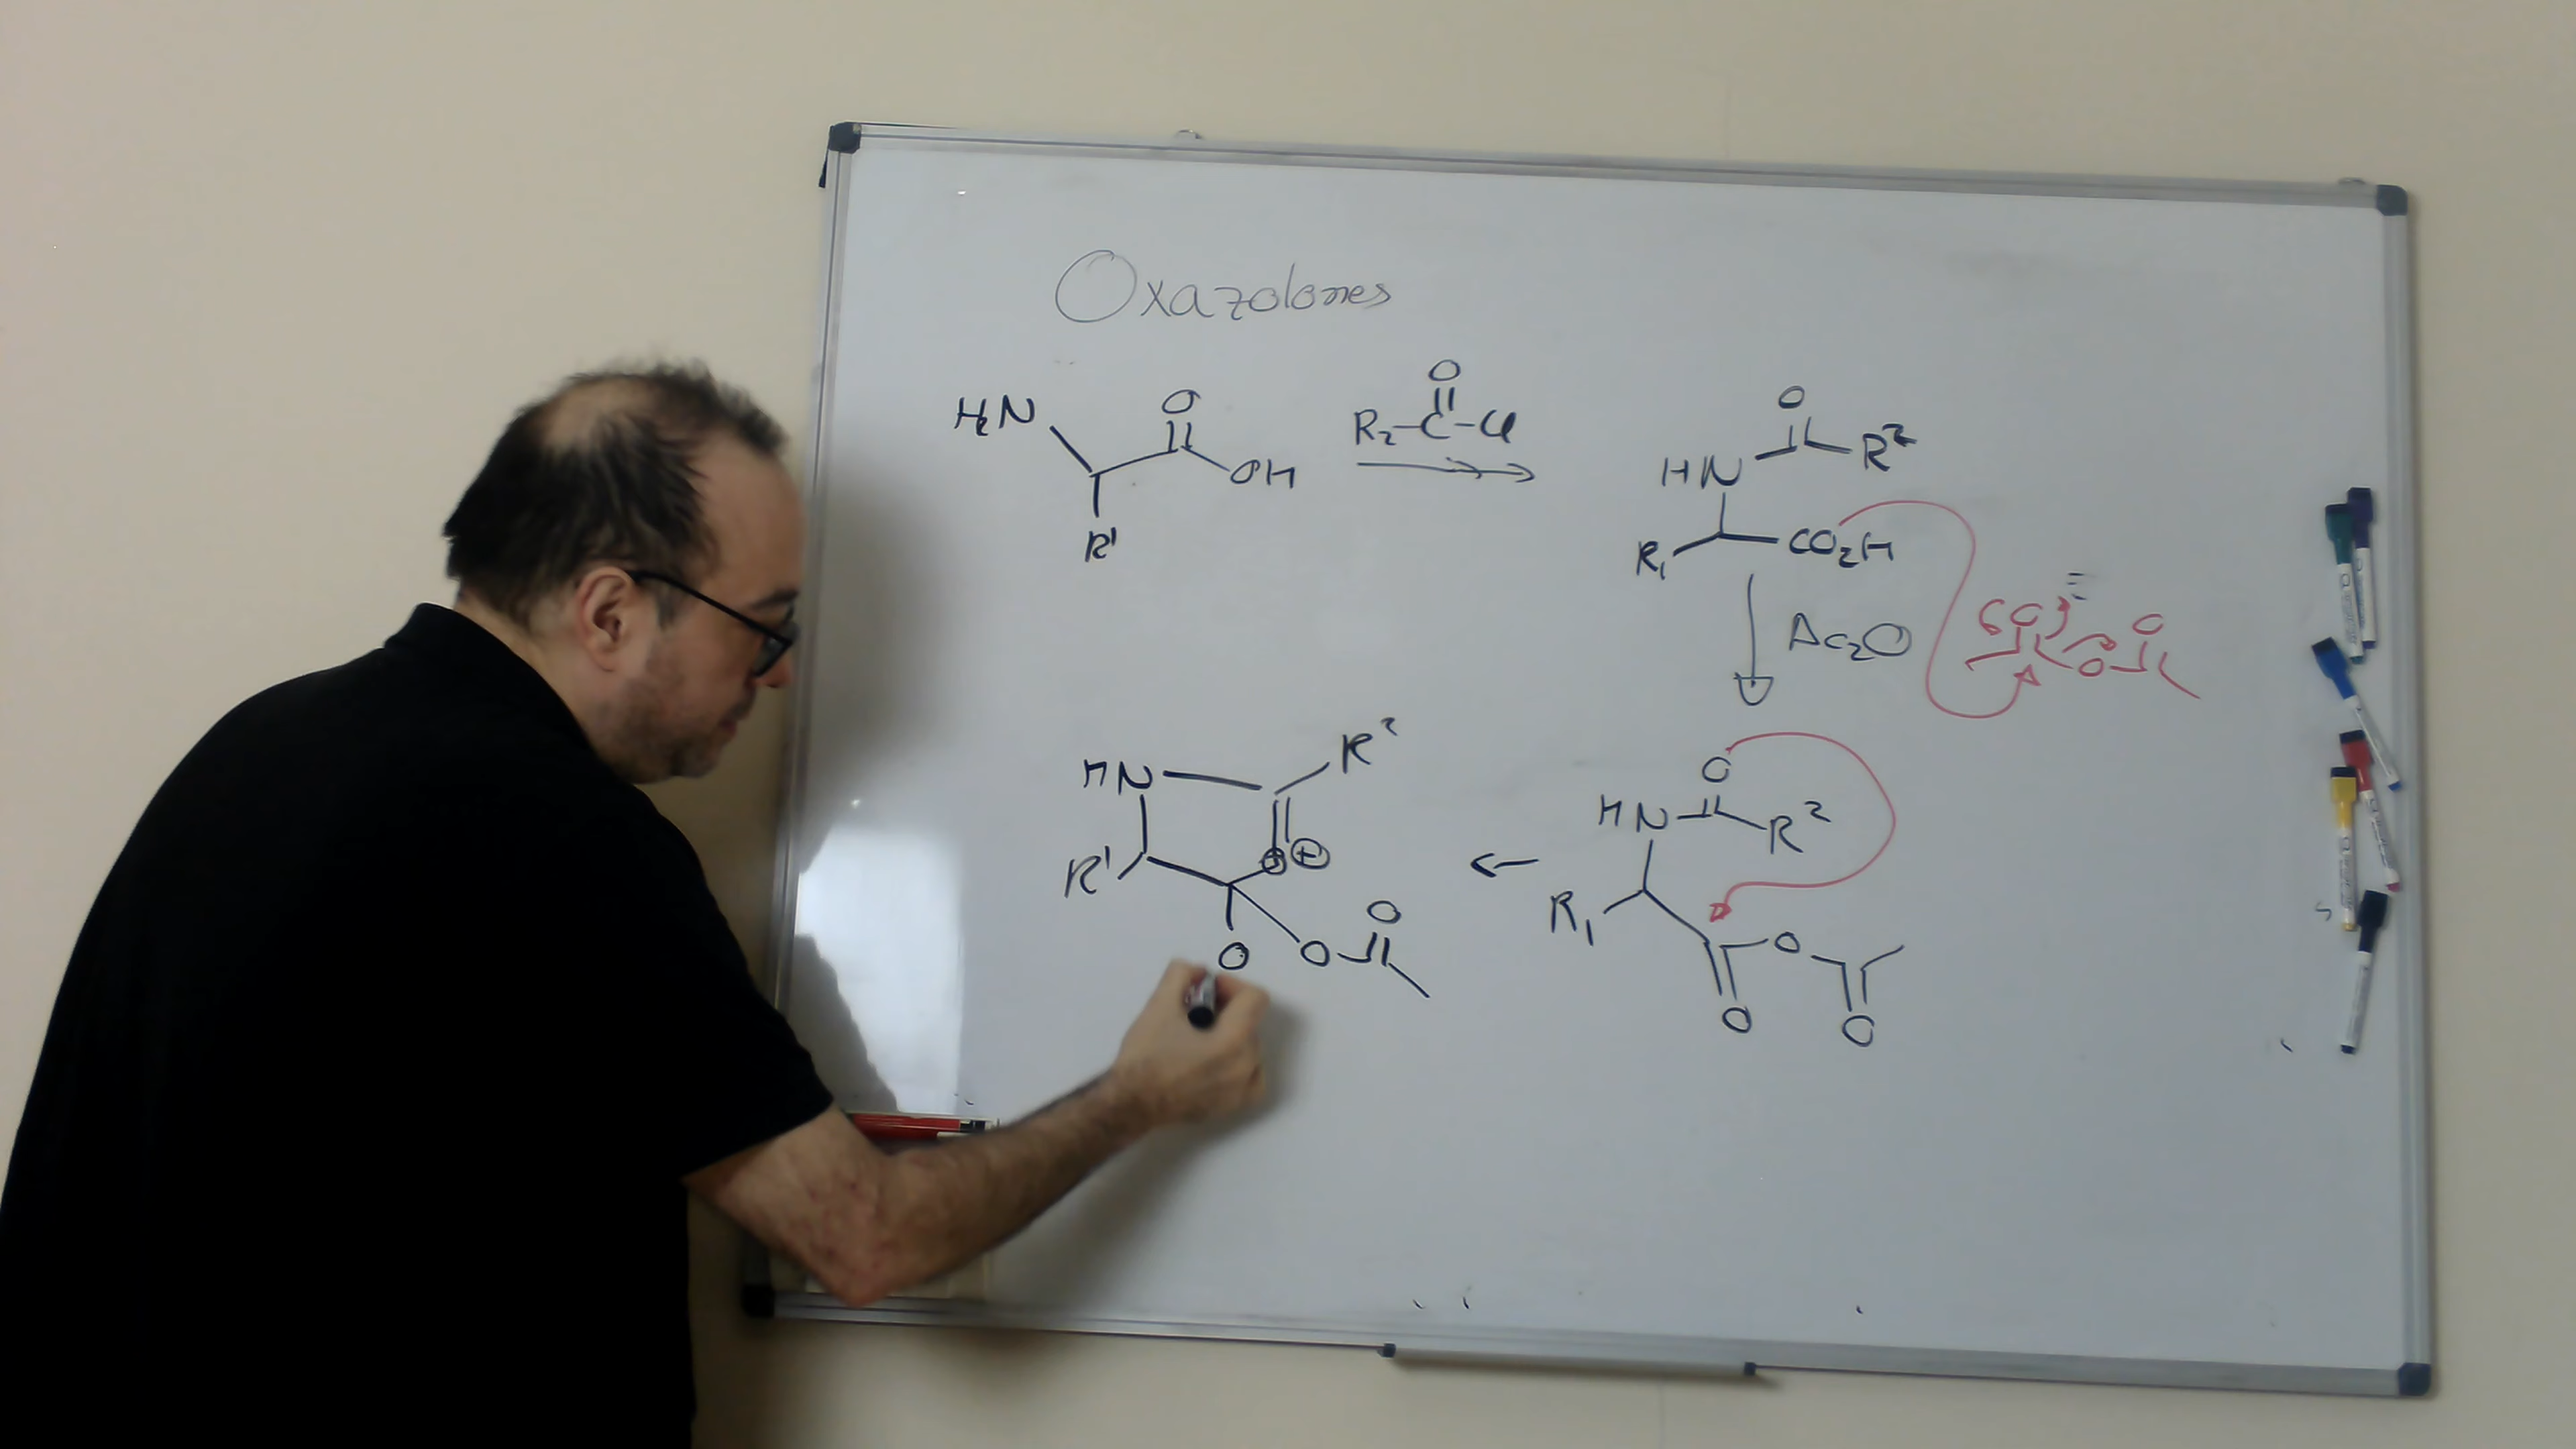 Oxazolones
H2N
O
OH
R'
O
R2-C-Cl
O
HN
R²
R1
CO2H
Ac2O
O
O
O
HN
R²
R'
O
⊕
O
O
O
O
HN
R²
R1
O
O
O